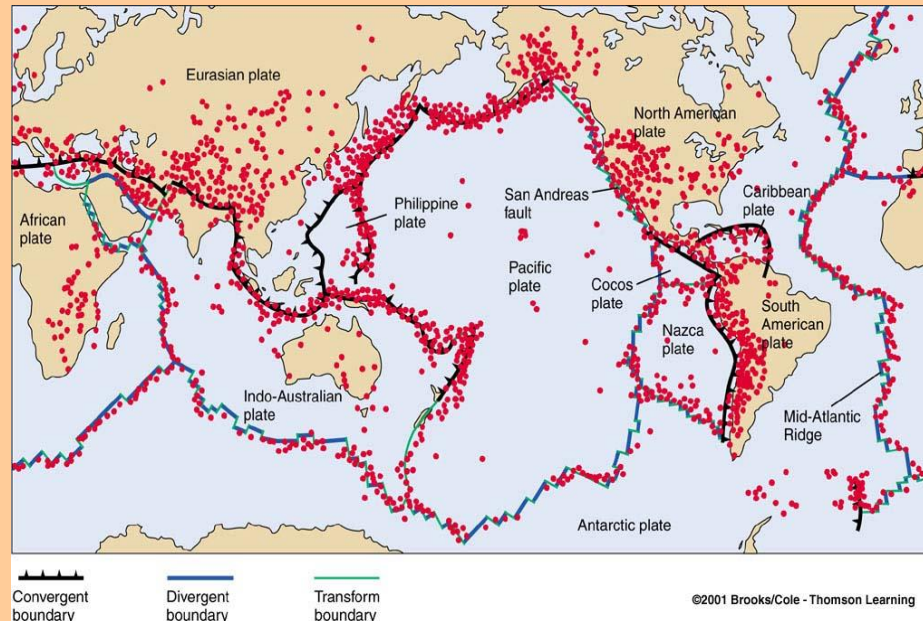 Eurasian plate
North American
plate
San Andreas
fault
Caribbean
plate
Philippine
plate
African
plate
Pacific
plate
Cocos
plate
South
American
plate
Nazca
plate
Indo-Australian
plate
Mid-Atlantic
Ridge
Antarctic plate
Convergent
boundary
Divergent
boundary
Transform
boundary
©2001 Brooks/Cole - Thomson Learning